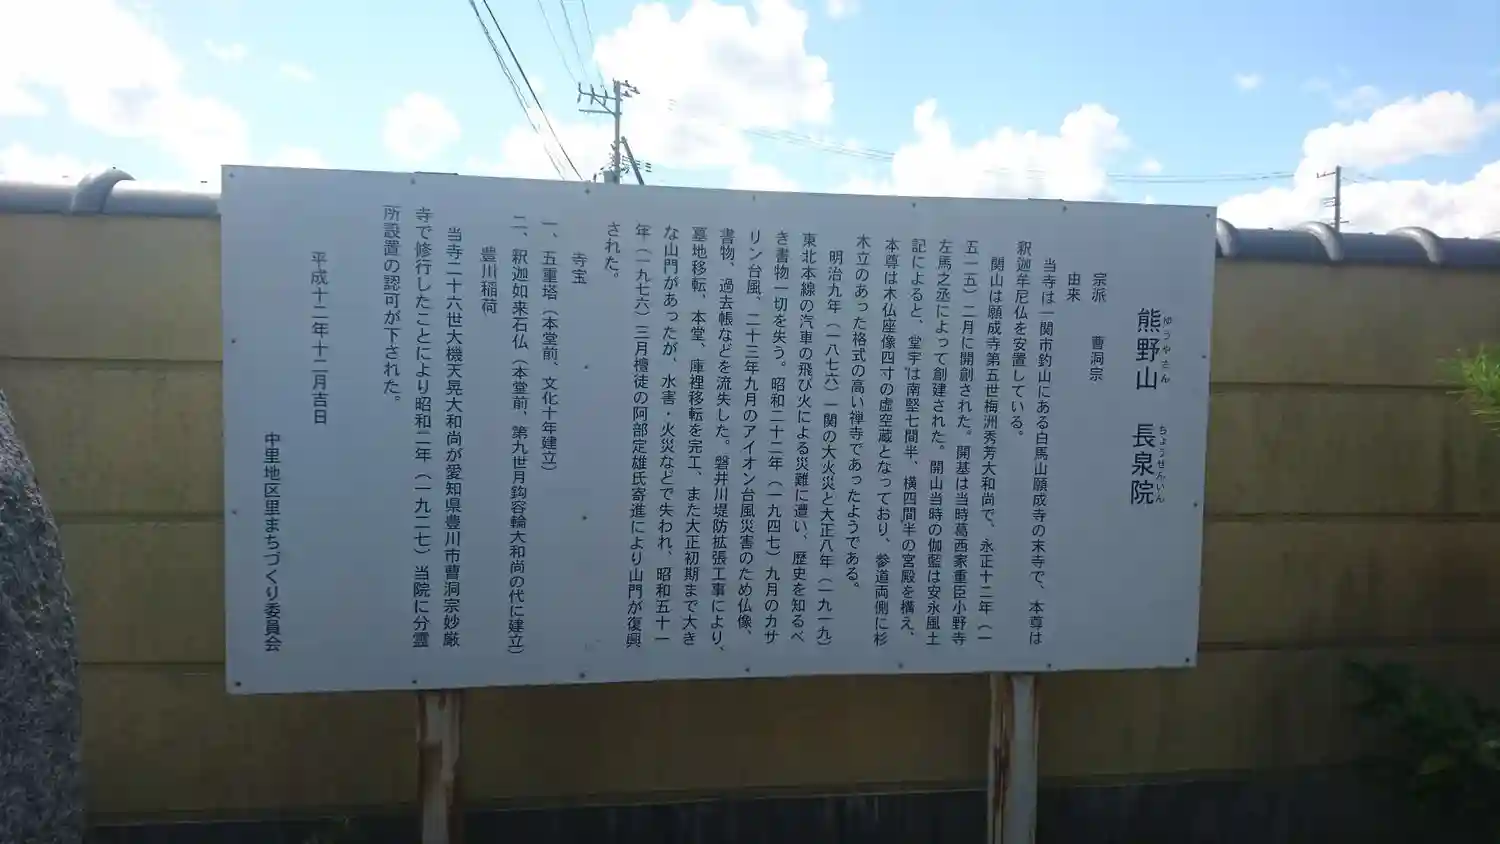 熊野山　長泉院
ゆうやさん　ちょうせんいん
宗派　曹洞宗
由来
当寺は一関市釣山にある白馬山願成寺の末寺で、本尊は
釈迦牟尼仏を安置している。
関山は願成寺第五世梅洲秀芳大和尚で、永正十二年（一
五一五）二月に開創された。開基は当時葛西家重臣小野寺
左馬之丞によって創建された。開山当時の伽藍は安永風土
記によると、堂宇は南竪七間半、横四間半の宮殿を構え、
本尊は木仏座像四寸の虚空蔵となっており、参道両側に杉
木立のあった格式の高い禅寺であったようである。
明治九年（一八七六）一関の大火災と大正八年（一九一九）
東北本線の汽車の飛び火による災難に遭い、歴史を知るべ
き書物一切を失う。昭和二十二年（一九四七）九月のカサ
リン台風、二十三年九月のアイオン台風災害のため仏像、
書物、過去帳などを流失した。磐井川堤防拡張工事により、
墓地移転、本堂、庫裡移転を完工、また大正初期まで大き
な山門があったが、水害・火災などで失われ、昭和五十一
年（一九七六）三月檀徒の阿部定雄氏寄進により山門が復興
された。
寺宝
一、五重塔（本堂前、文化十年建立）
二、釈迦如来石仏（本堂前、第九世月鈎容輪大和尚の代に建立）
豊川稲荷
当寺二十六世大機天晃大和尚が愛知県豊川市曹洞宗妙厳
寺で修行したことにより昭和二年（一九二七）当院に分霊
所設置の認可が下された。
平成十二年十二月吉日
中里地区里まちづくり委員会